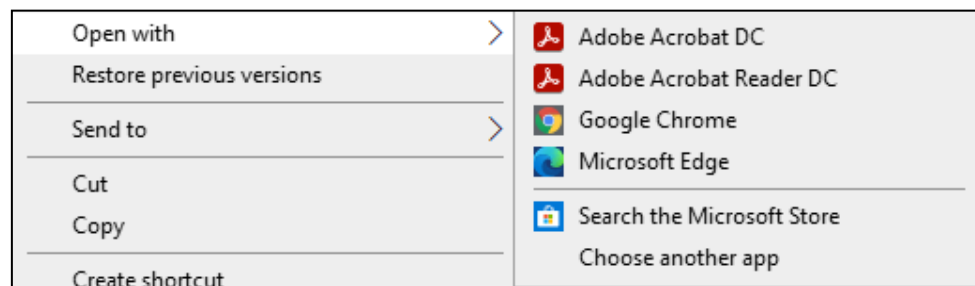 Open with
Restore previous versions
Send to
Cut
Copy
Create shortcut
Adobe Acrobat DC
Adobe Acrobat Reader DC
Google Chrome
Microsoft Edge
Search the Microsoft Store
Choose another app